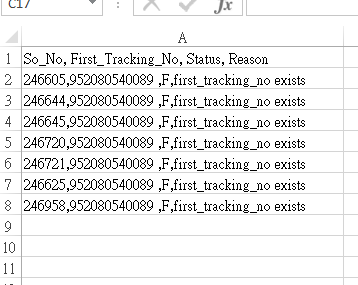 C17
fx
A
1 So_No, First_Tracking_No, Status, Reason
2 246605,952080540089 ,F,first_tracking_no exists
3 246644,952080540089 ,F,first_tracking_no exists
4 246645,952080540089 ,F,first_tracking_no exists
5 246720,952080540089 ,F,first_tracking_no exists
6 246721,952080540089 ,F,first_tracking_no exists
7 246625,952080540089 ,F,first_tracking_no exists
8 246958,952080540089 ,F,first_tracking_no exists
9
10
11